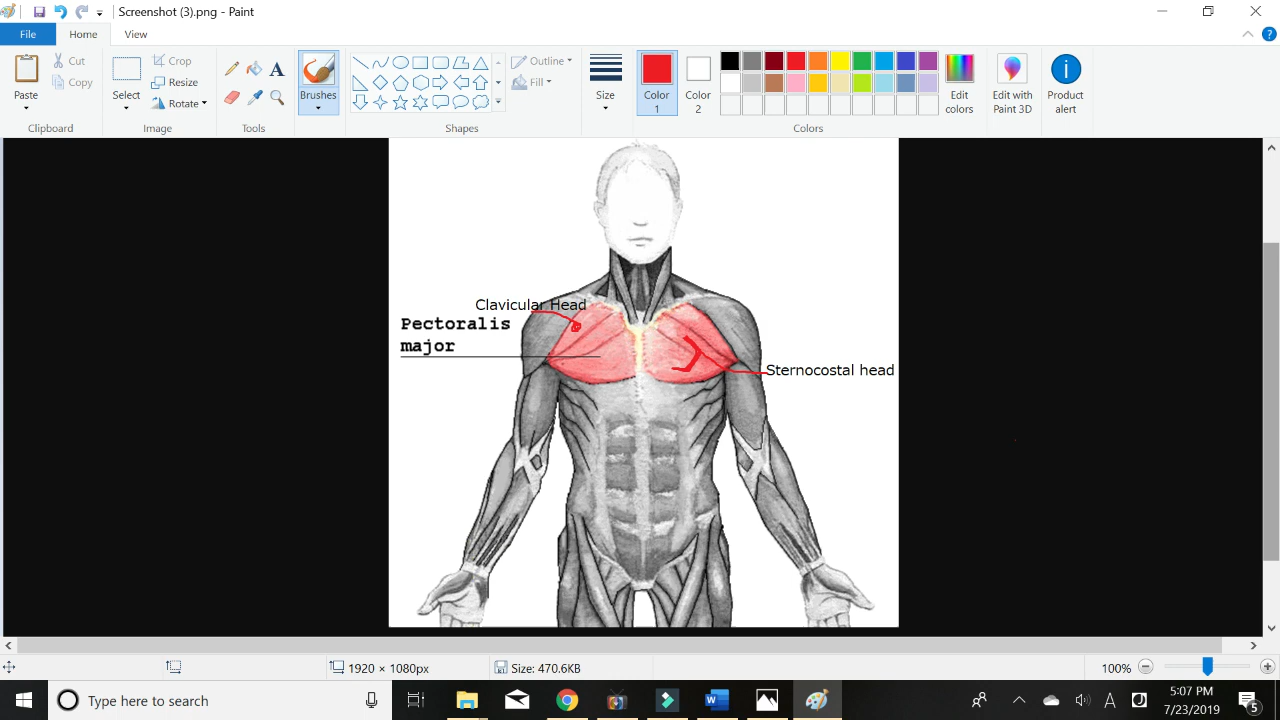 Screenshot (3).png - Paint
File
Home
View
Paste
Cut
Copy
Clipboard
Select
Crop
Resize
Rotate
Image
A
Tools
Brushes
Outline
Fill
Shapes
Size
Color
1
Color
2
Edit
colors
Colors
Edit with
Paint 3D
Product
alert
Clavicular Head
Pectoralis
major
Sternocostal head
1920 × 1080px
Size: 470.6KB
100%
Type here to search
5:07 PM
7/23/2019
5